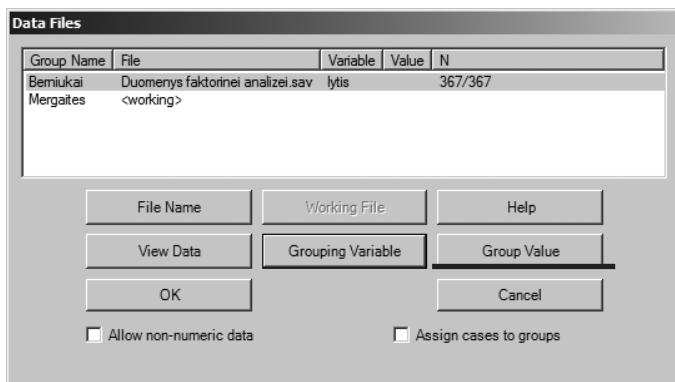 Data Files
Group Name File Variable Value N
Berniukai Duomenys faktorinei analizei.sav lytis 367/367
Mergaites <working>
File Name Working File Help
View Data Grouping Variable Group Value
OK Cancel
Allow non-numeric data Assign cases to groups